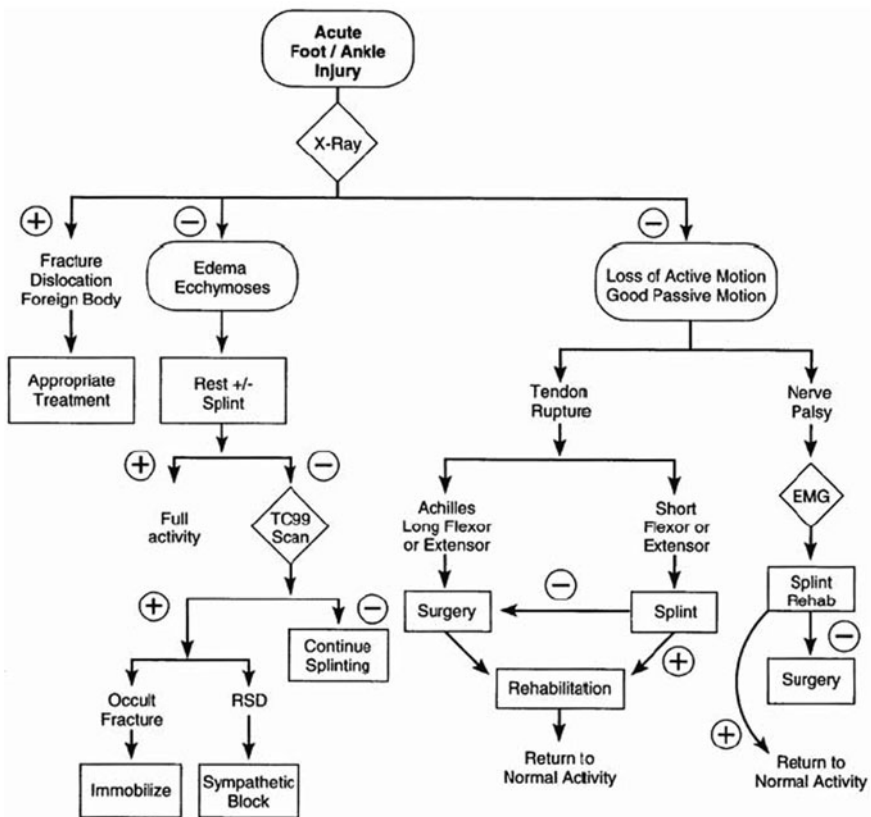 Acute
Foot / Ankle
Injury
X-Ray
+
−
−
Fracture
Dislocation
Foreign Body
Edema
Ecchymoses
Loss of Active Motion
Good Passive Motion
Appropriate
Treatment
Rest +/-
Splint
Tendon
Rupture
Nerve
Palsy
+
−
Full
activity
TC99
Scan
Achilles
Long Flexor
or Extensor
Short
Flexor or
Extensor
EMG
+
−
Continue
Splinting
Surgery
−
Splint
Splint
Rehab
−
Occult
Fracture
RSD
Rehabilitation
+
Surgery
+
Immobilize
Sympathetic
Block
Return to
Normal Activity
Return to
Normal Activity